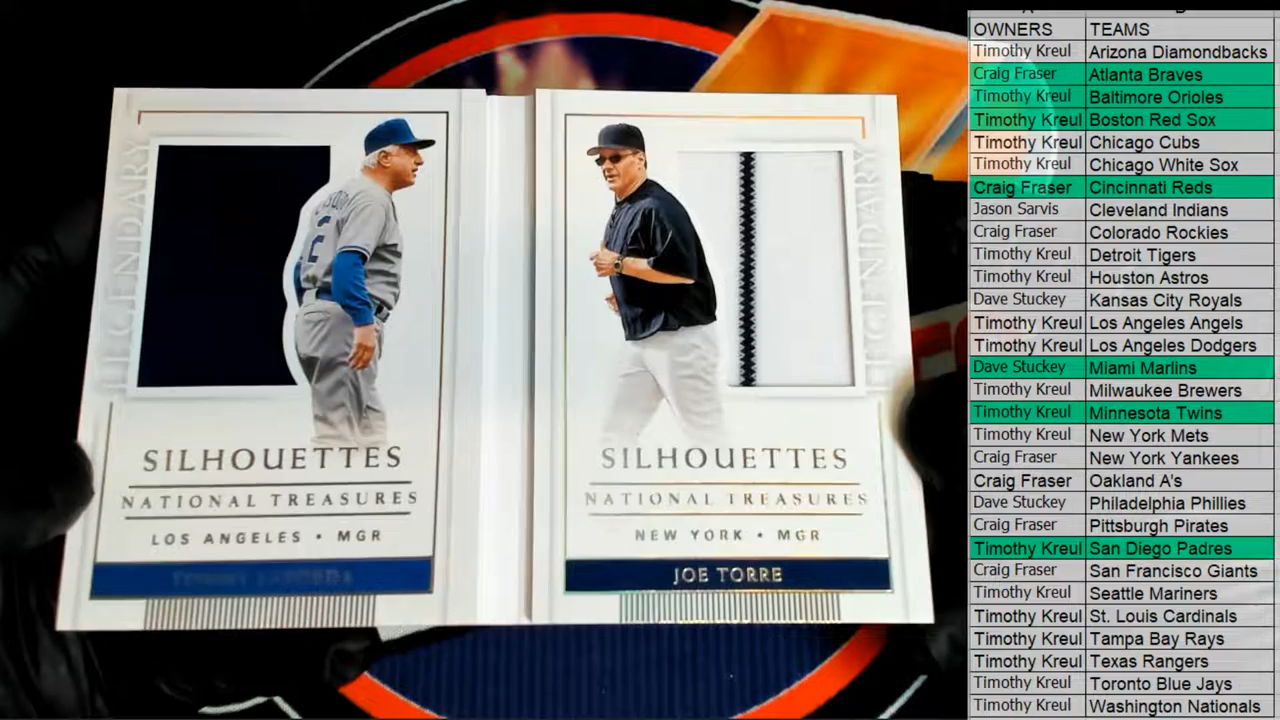 LEGENDARY
SILHOUETTES
NATIONAL TREASURES
LOS ANGELES • MGR
LEGENDARY
SILHOUETTES
NATIONAL TREASURES
NEW YORK • MGR
JOE TORRE
OWNERS TEAMS
Timothy Kreul Arizona Diamondbacks
Craig Fraser Atlanta Braves
Timothy Kreul Baltimore Orioles
Timothy Kreul Boston Red Sox
Timothy Kreul Chicago Cubs
Timothy Kreul Chicago White Sox
Craig Fraser Cincinnati Reds
Jason Sarvis Cleveland Indians
Craig Fraser Colorado Rockies
Timothy Kreul Detroit Tigers
Timothy Kreul Houston Astros
Dave Stuckey Kansas City Royals
Timothy Kreul Los Angeles Angels
Timothy Kreul Los Angeles Dodgers
Dave Stuckey Miami Marlins
Timothy Kreul Milwaukee Brewers
Timothy Kreul Minnesota Twins
Timothy Kreul New York Mets
Craig Fraser New York Yankees
Craig Fraser Oakland A's
Dave Stuckey Philadelphia Phillies
Craig Fraser Pittsburgh Pirates
Timothy Kreul San Diego Padres
Craig Fraser San Francisco Giants
Timothy Kreul Seattle Mariners
Timothy Kreul St. Louis Cardinals
Timothy Kreul Tampa Bay Rays
Timothy Kreul Texas Rangers
Timothy Kreul Toronto Blue Jays
Timothy Kreul Washington Nationals